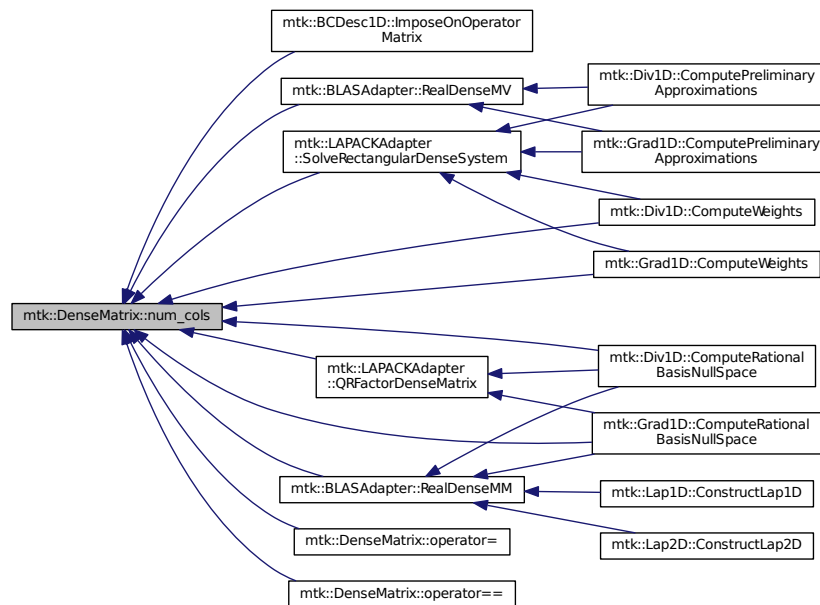 mtk::BCDesc1D::ImposeOnOperator
Matrix
mtk::BLASAdapter::RealDenseMV
mtk::Div1D::ComputePreliminary
Approximations
mtk::LAPACKAdapter
::SolveRectangularDenseSystem
mtk::Grad1D::ComputePreliminary
Approximations
mtk::Div1D::ComputeWeights
mtk::Grad1D::ComputeWeights
mtk::DenseMatrix::num_cols
mtk::LAPACKAdapter
::QRFactorDenseMatrix
mtk::Div1D::ComputeRational
BasisNullSpace
mtk::Grad1D::ComputeRational
BasisNullSpace
mtk::BLASAdapter::RealDenseMM
mtk::Lap1D::ConstructLap1D
mtk::DenseMatrix::operator=
mtk::Lap2D::ConstructLap2D
mtk::DenseMatrix::operator==